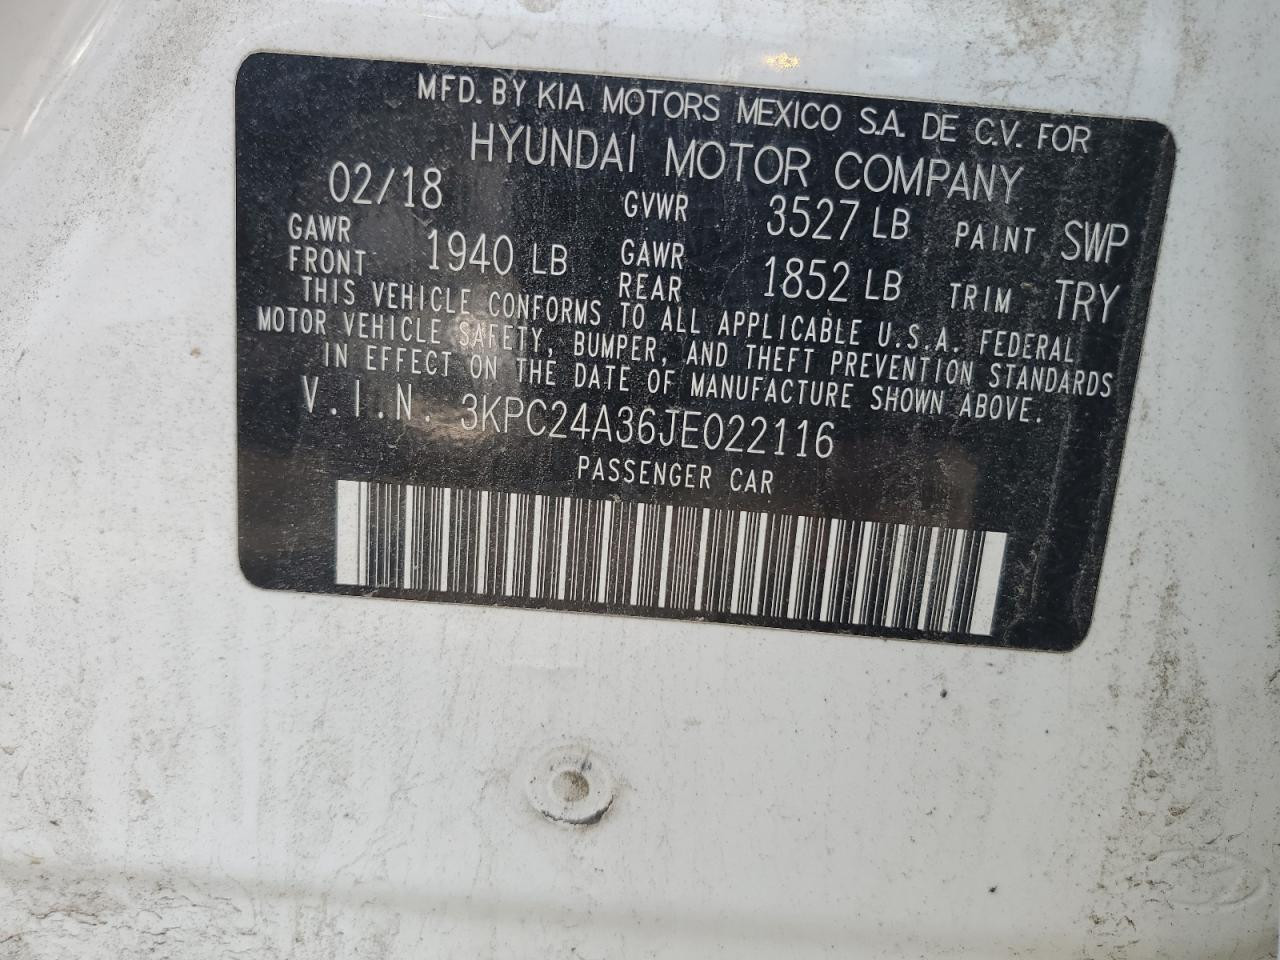 MFD. BY KIA MOTORS MEXICO S.A. DE C.V. FOR
HYUNDAI MOTOR COMPANY
02/18 GVWR 3527 LB PAINT SWP
GAWR FRONT 1940 LB GAWR REAR 1852 LB TRIM TRY
THIS VEHICLE CONFORMS TO ALL APPLICABLE U.S.A. FEDERAL
MOTOR VEHICLE SAFETY, BUMPER, AND THEFT PREVENTION STANDARDS
IN EFFECT ON THE DATE OF MANUFACTURE SHOWN ABOVE.
V.I.N. 3KPC24A36JE022116
PASSENGER CAR